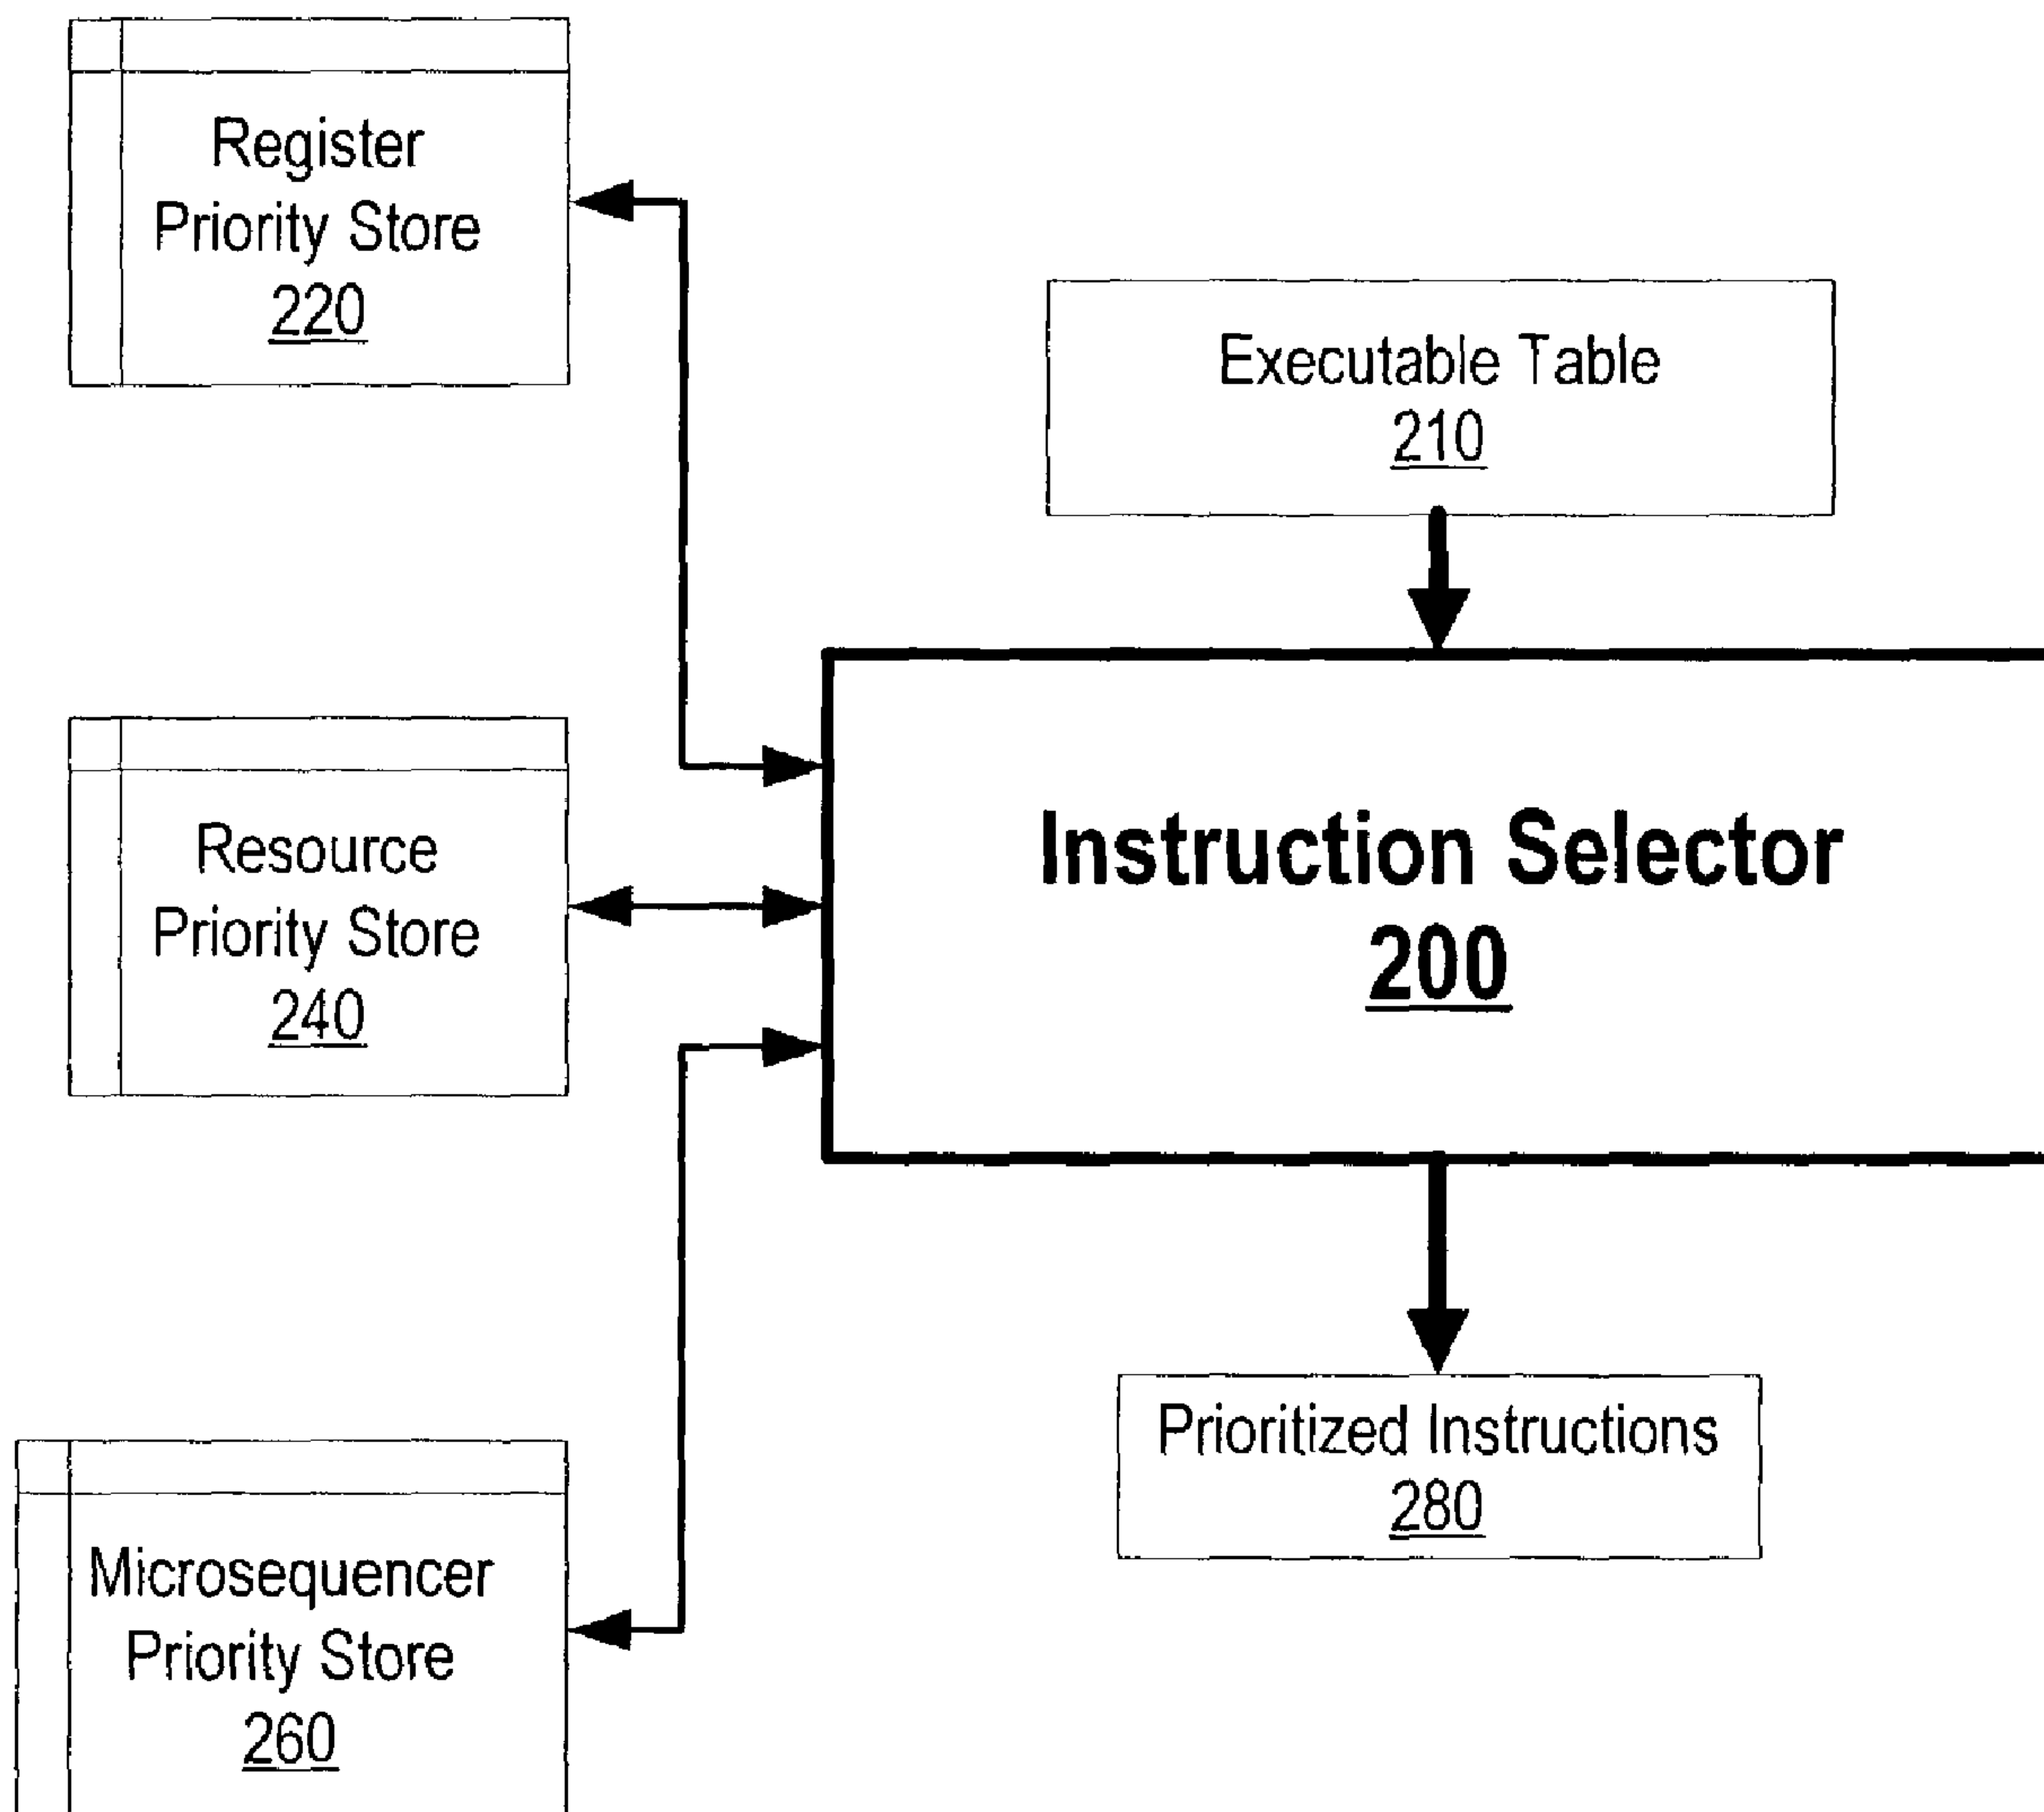 Register
Priority Store
220
Executable Table
210
Resource
Priority Store
240
Instruction Selector
200
Microsequencer
Priority Store
260
Prioritized Instructions
280